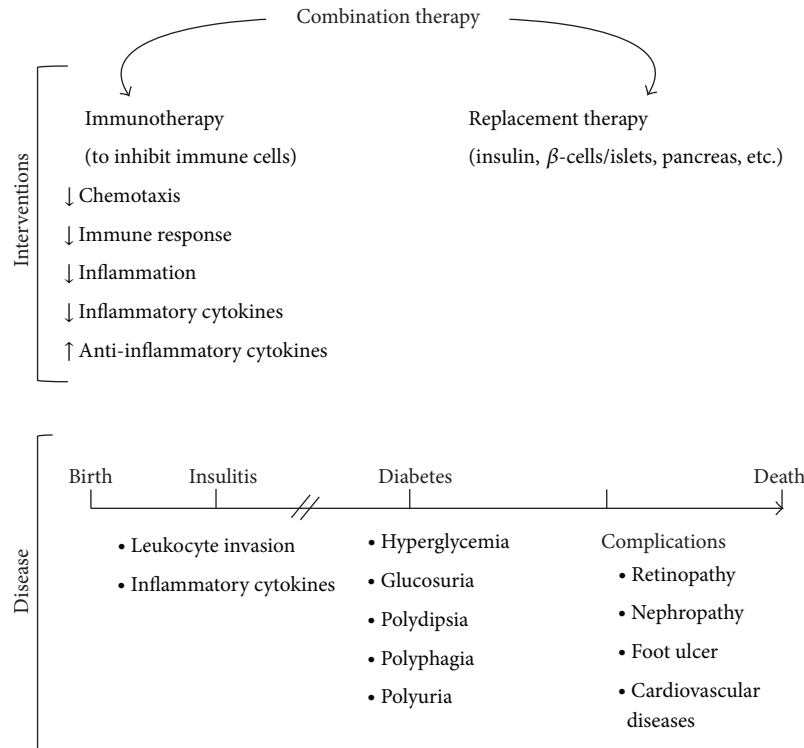 Combination therapy
Interventions
Immunotherapy
(to inhibit immune cells)
↓ Chemotaxis
↓ Immune response
↓ Inflammation
↓ Inflammatory cytokines
↑ Anti-inflammatory cytokines
Replacement therapy
(insulin, β-cells/islets, pancreas, etc.)
Disease
Birth
Insulitis
Diabetes
Death
• Leukocyte invasion
• Inflammatory cytokines
• Hyperglycemia
• Glucosuria
• Polydipsia
• Polyphagia
• Polyuria
Complications
• Retinopathy
• Nephropathy
• Foot ulcer
• Cardiovascular
diseases